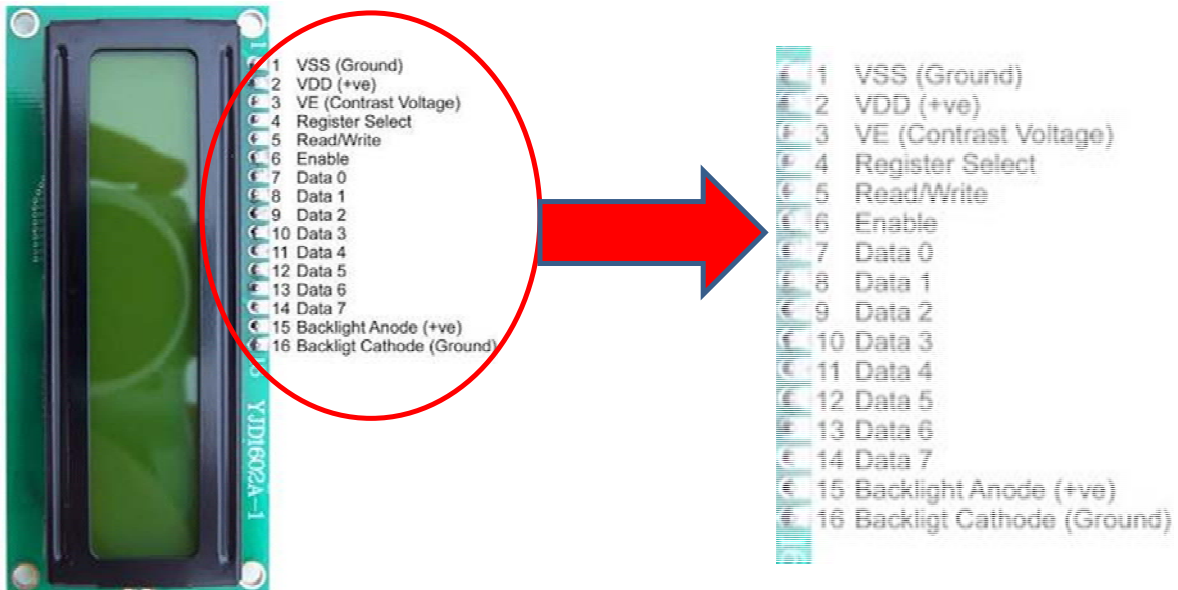 1
1 VSS (Ground)
2 VDD (+ve)
3 VE (Contrast Voltage)
4 Register Select
5 Read/Write
6 Enable
7 Data 0
8 Data 1
9 Data 2
10 Data 3
11 Data 4
12 Data 5
13 Data 6
14 Data 7
15 Backlight Anode (+ve)
16 Backligt Cathode (Ground)
YJD1602A-1
1 VSS (Ground)
2 VDD (+ve)
3 VE (Contrast Voltage)
4 Register Select
5 Read/Write
6 Enable
7 Data 0
8 Data 1
9 Data 2
10 Data 3
11 Data 4
12 Data 5
13 Data 6
14 Data 7
15 Backlight Anode (+ve)
16 Backligt Cathode (Ground)